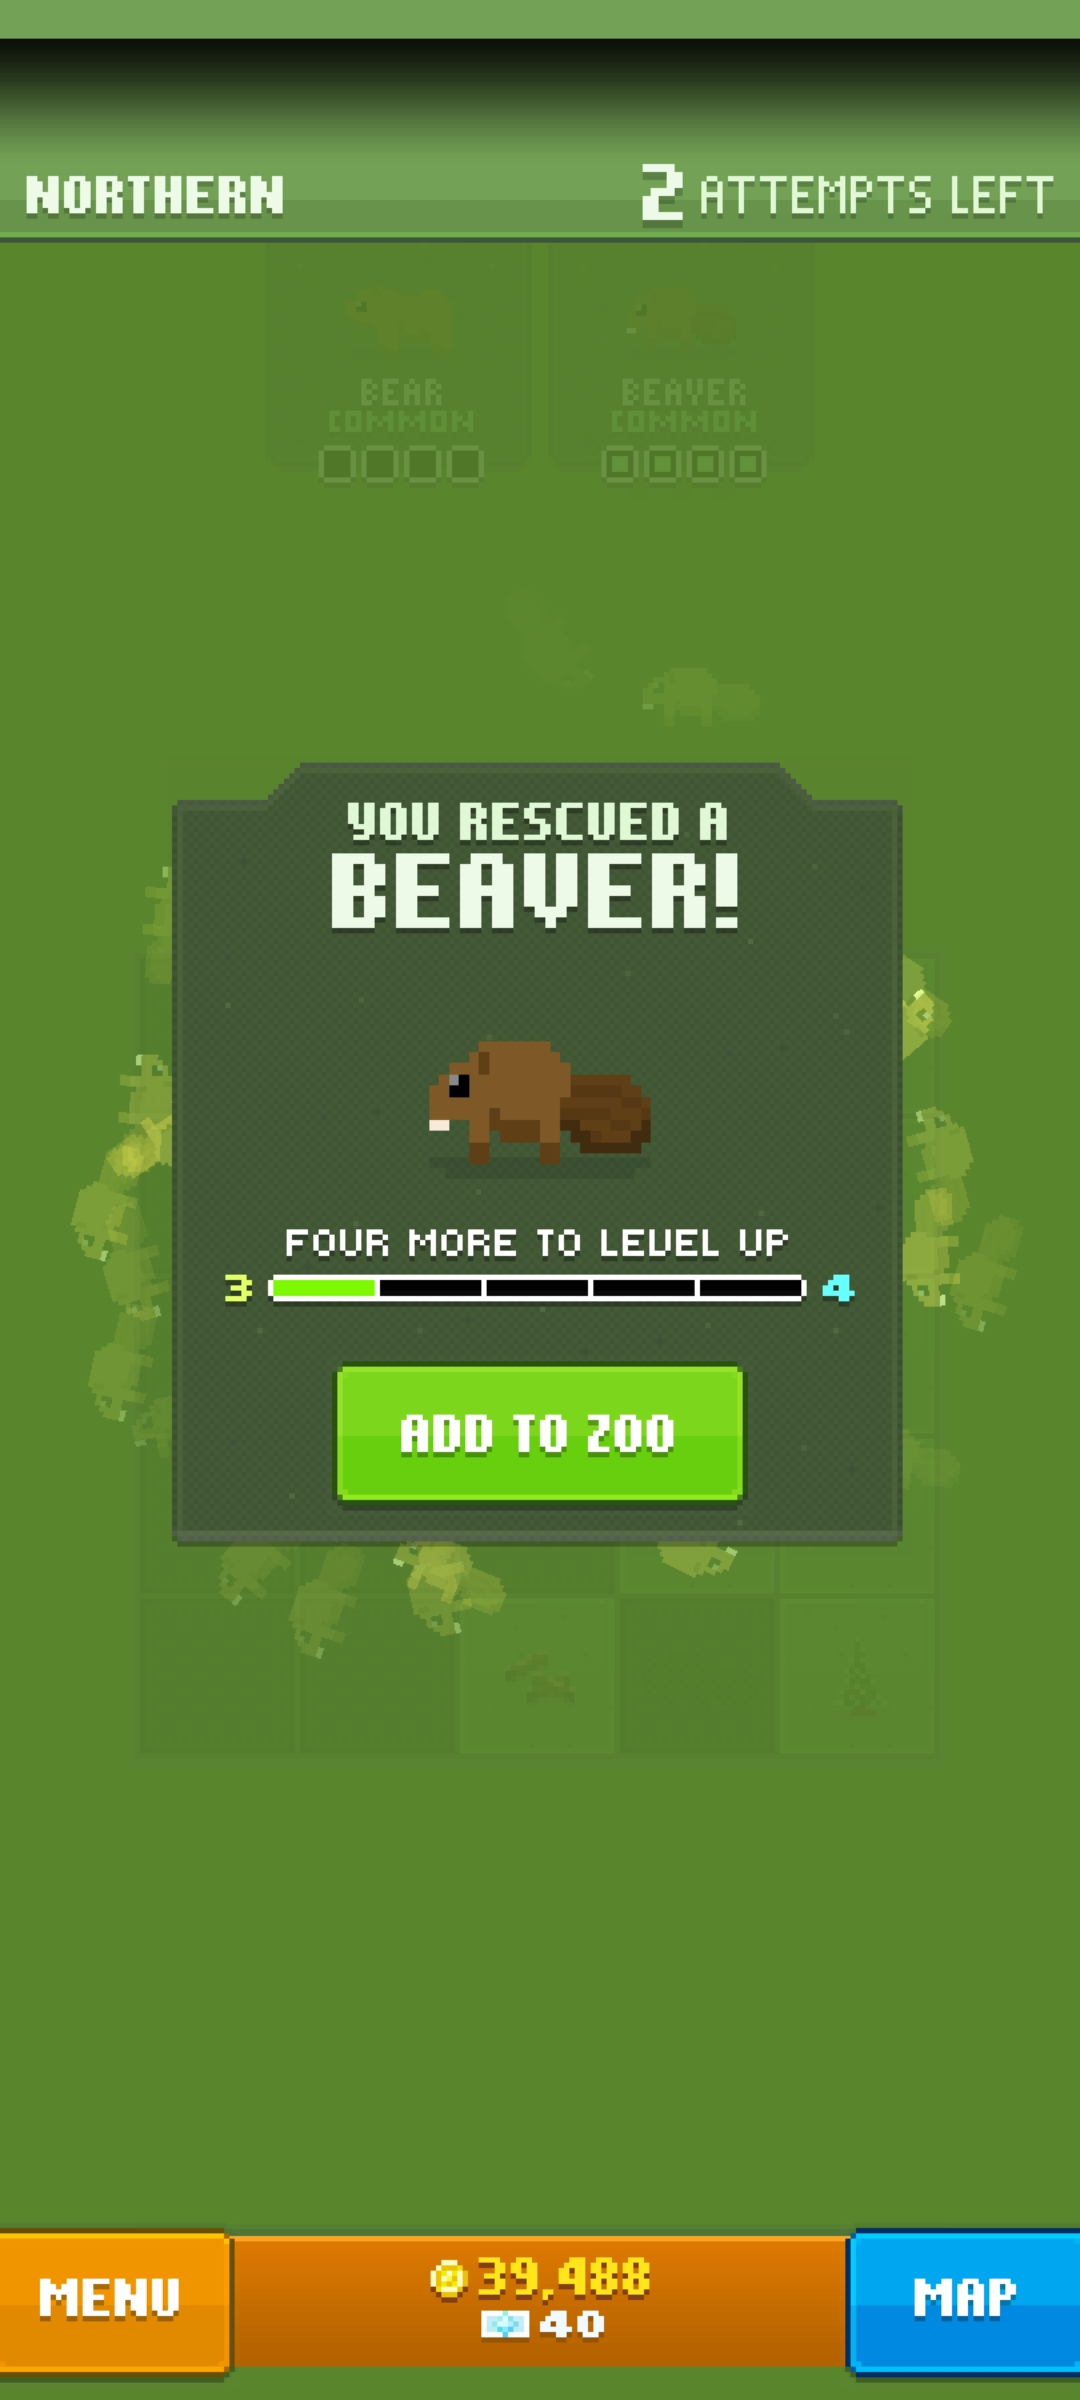 NORTHERN
2 ATTEMPTS LEFT
BEAR
COMMON
BEAVER
COMMON
YOU RESCUED A
BEAVER!
FOUR MORE TO LEVEL UP
3
4
ADD TO ZOO
MENU
39,488
40
MAP